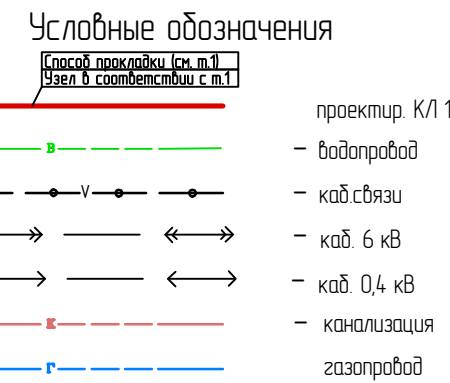 Условные обозначения
Способ прокладки (см. т.1)
Узел в соответствии с т.1
проектир. КЛ 1
В – водопровод
V – каб.связи
– каб. 6 кВ
– каб. 0,4 кВ
К – канализация
Г газопровод